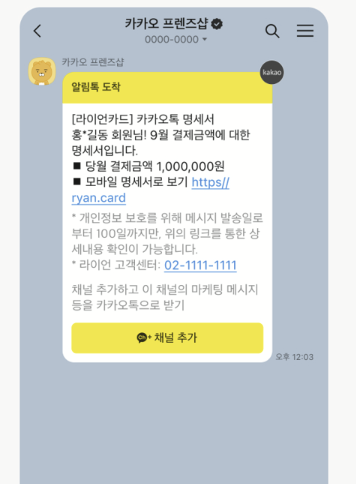 카카오 프렌즈샵
0000-0000
카카오 프렌즈샵
kakao
알림톡 도착
[라이언카드] 카카오톡 명세서
홍*길동 회원님! 9월 결제금액에 대한
명세서입니다.
■ 당월 결제금액 1,000,000원
■ 모바일 명세서로 보기 https//
ryan.card
* 개인정보 보호를 위해 메시지 발송일로
부터 100일까지만, 위의 링크를 통한 상
세내용 확인이 가능합니다.
* 라이언 고객센터: 02-1111-1111
채널 추가하고 이 채널의 마케팅 메시지
등을 카카오톡으로 받기
채널 추가
오후 12:03